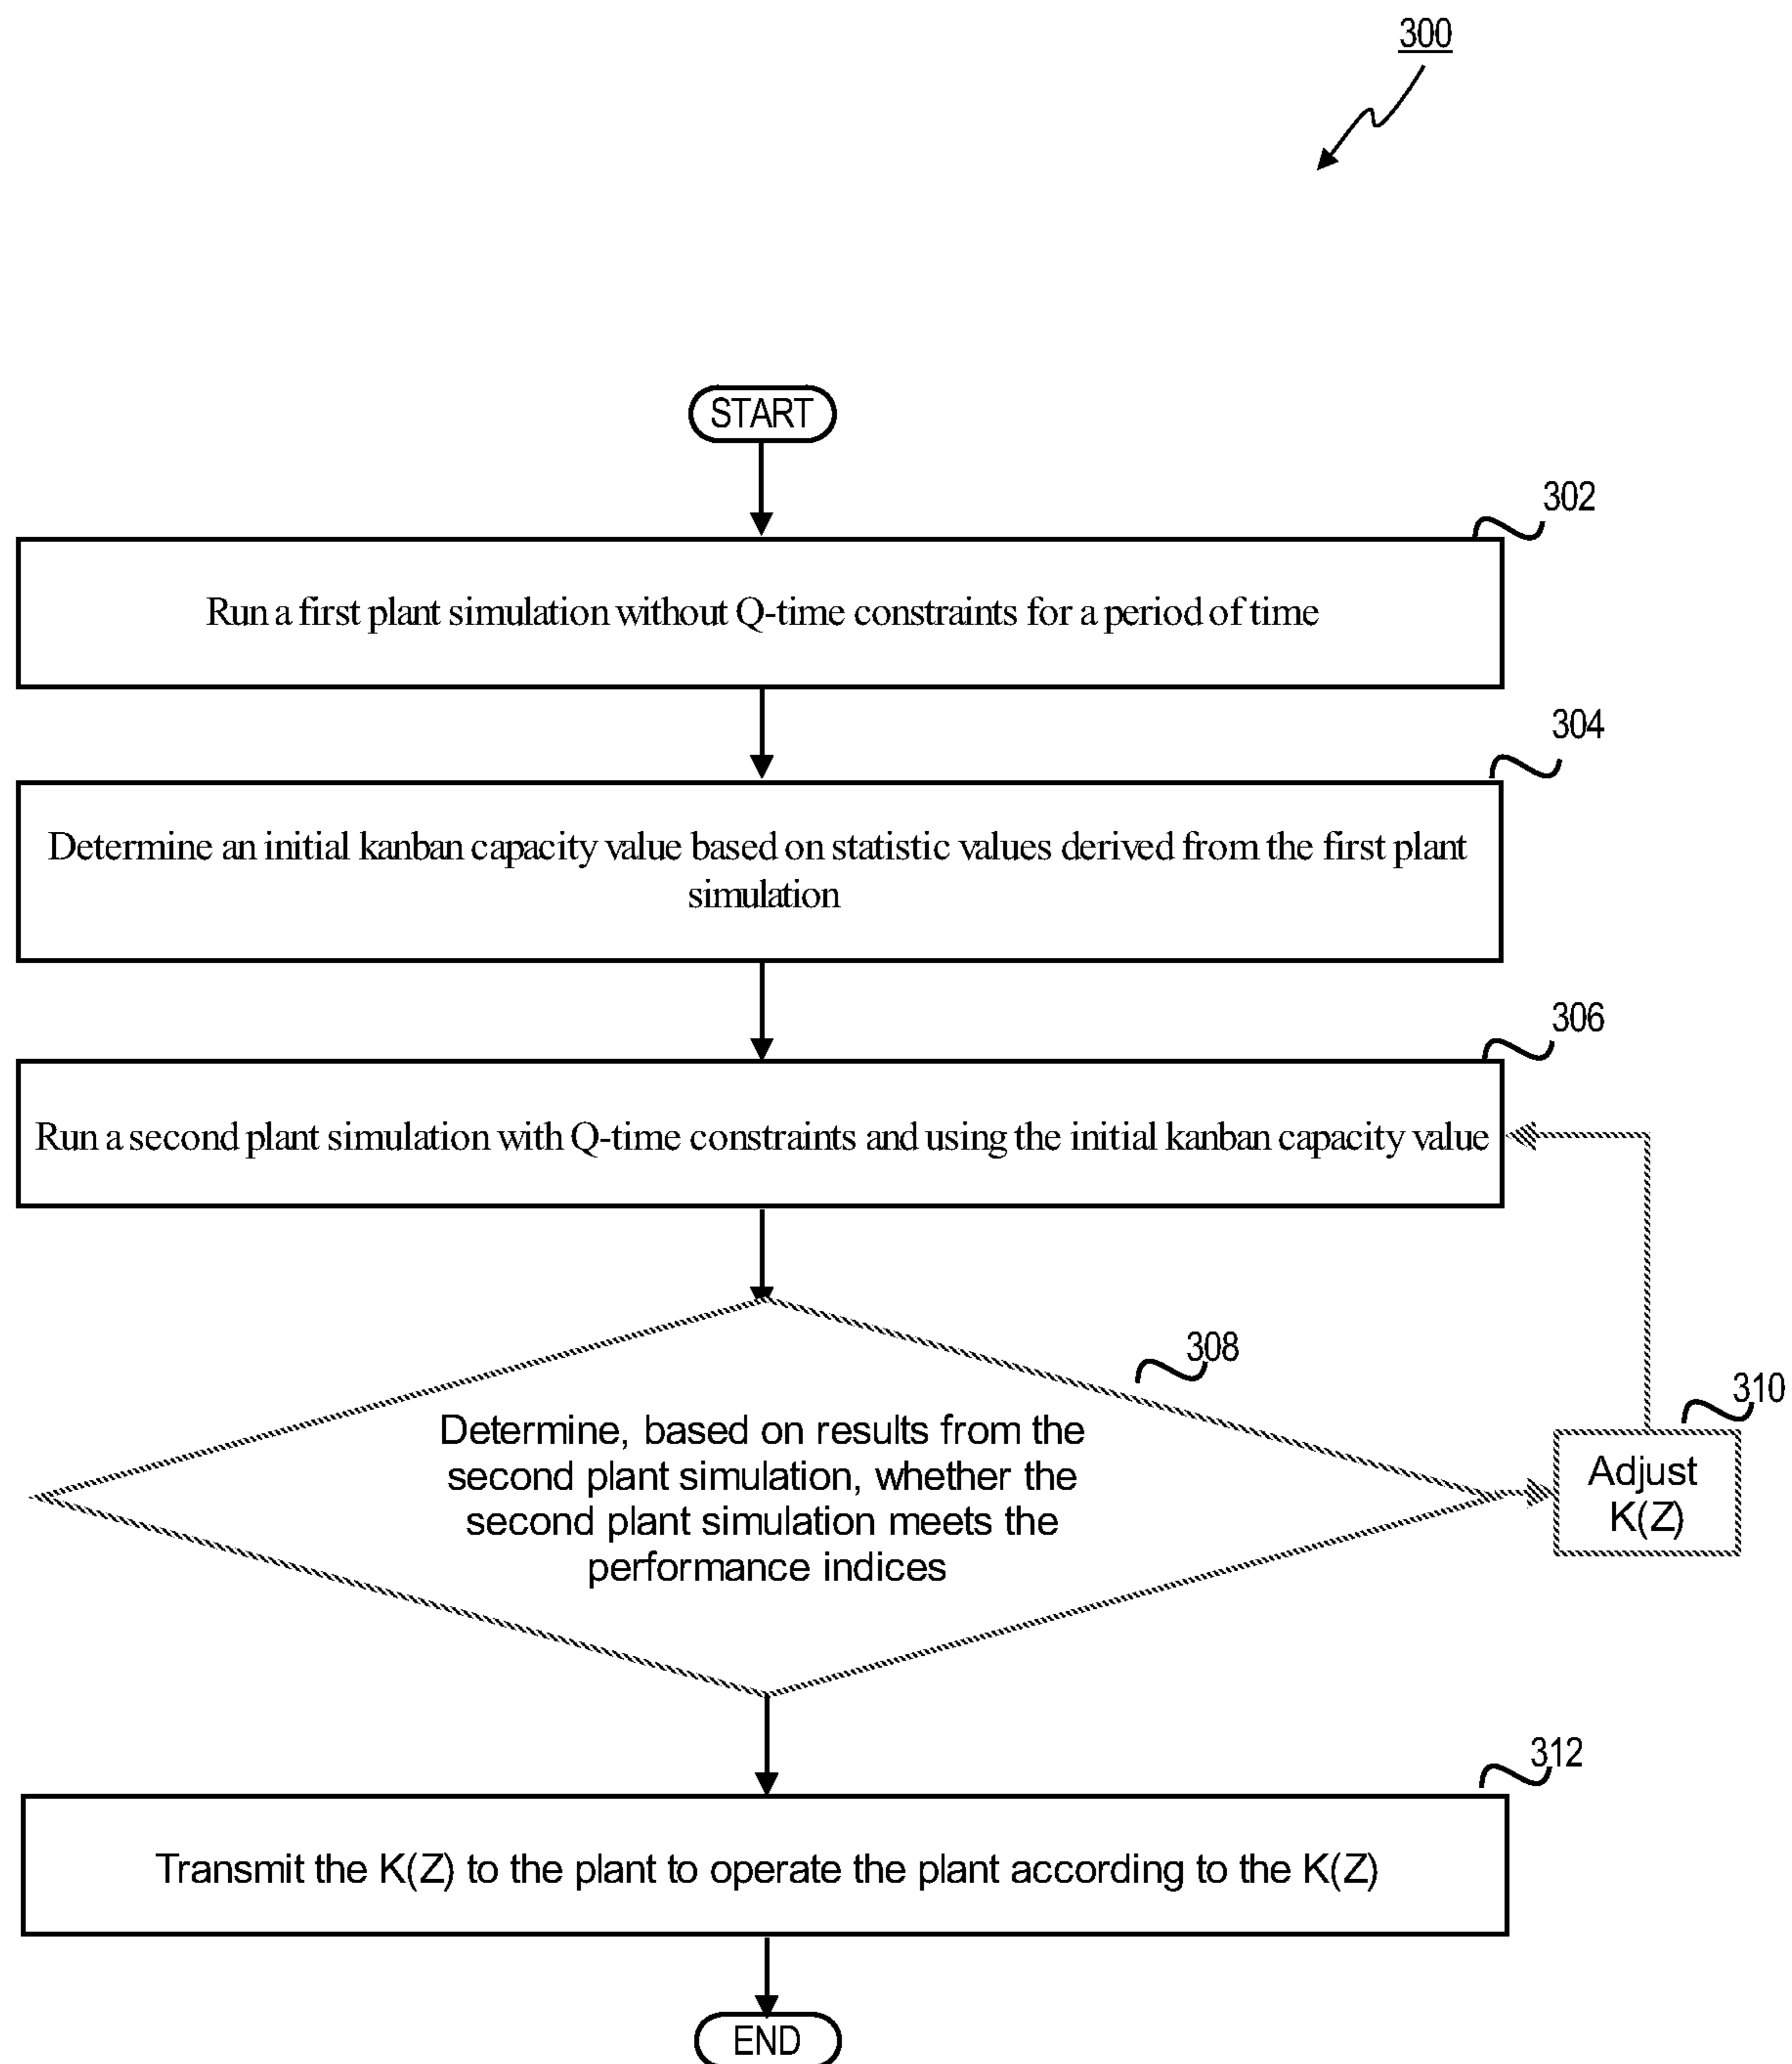 300
START
302
Run a first plant simulation without Q-time constraints for a period of time
304
Determine an initial kanban capacity value based on statistic values derived from the first plant
simulation
306
Run a second plant simulation with Q-time constraints and using the initial kanban capacity value
308
Determine, based on results from the
second plant simulation, whether the
second plant simulation meets the
performance indices
310
Adjust
K(Z)
312
Transmit the K(Z) to the plant to operate the plant according to the K(Z)
END